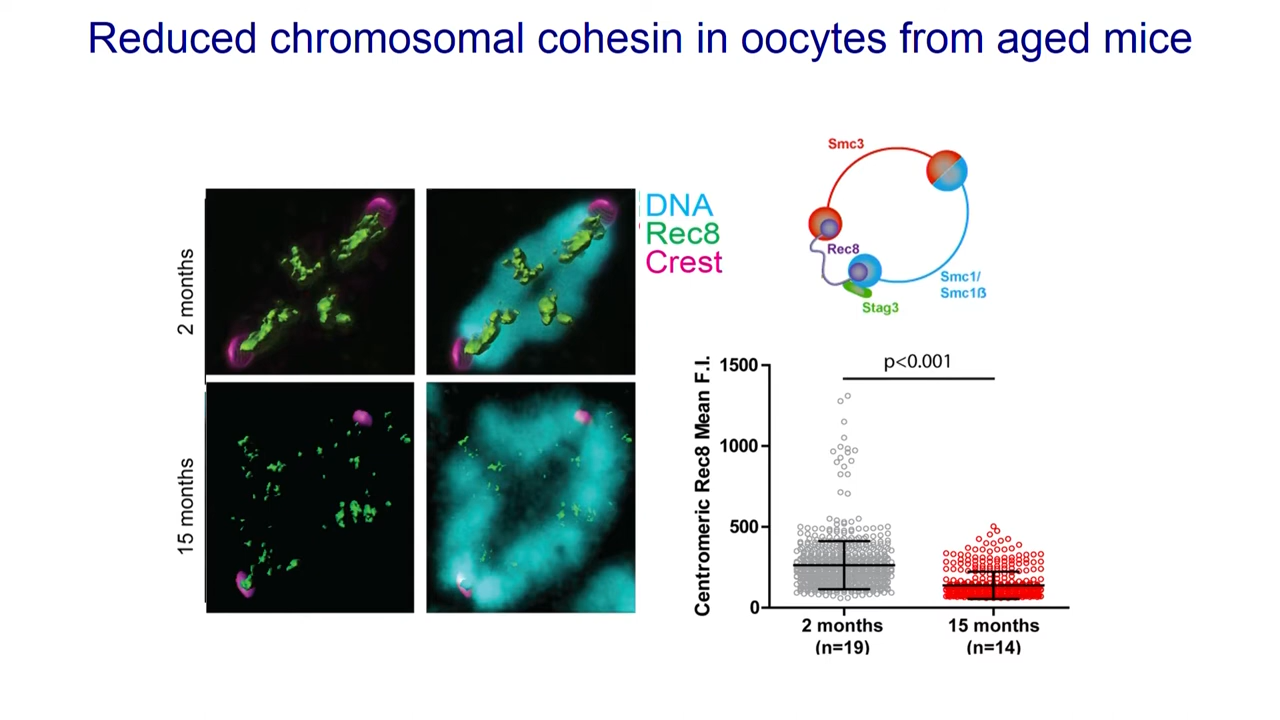 Reduced chromosomal cohesin in oocytes from aged mice
2 months
15 months
DNA
Rec8
Crest
Smc3
Rec8
Smc1/
Smc1ß
Stag3
Centromeric Rec8 Mean F.I.
1500
1000
500
0
p<0.001
2 months
(n=19)
15 months
(n=14)